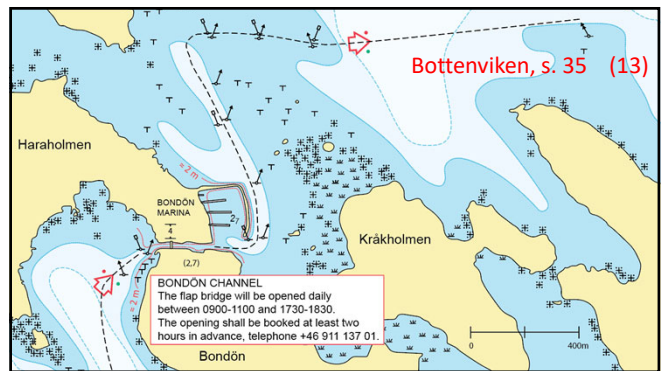 Bottenviken, s. 35 (13)
Haraholmen
≈2 m
BONDÖN
MARINA
2₇
4
Kråkholmen
(2,7)
≈2 m
BONDÖN CHANNEL
The flap bridge will be opened daily
between 0900-1100 and 1730-1830.
The opening shall be booked at least two
hours in advance, telephone +46 911 137 01.
Bondön
0 400m